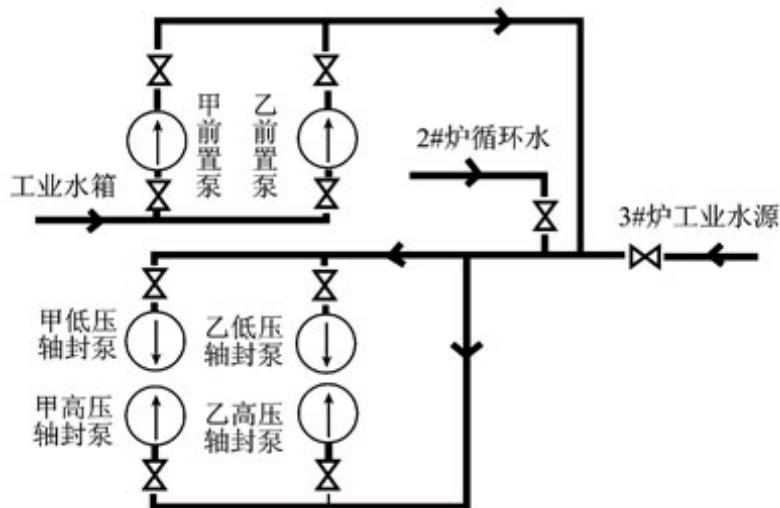 甲前置泵
乙前置泵
2#炉循环水
工业水箱
3#炉工业水源
甲低压
轴封泵
乙低压
轴封泵
甲高压
轴封泵
乙高压
轴封泵